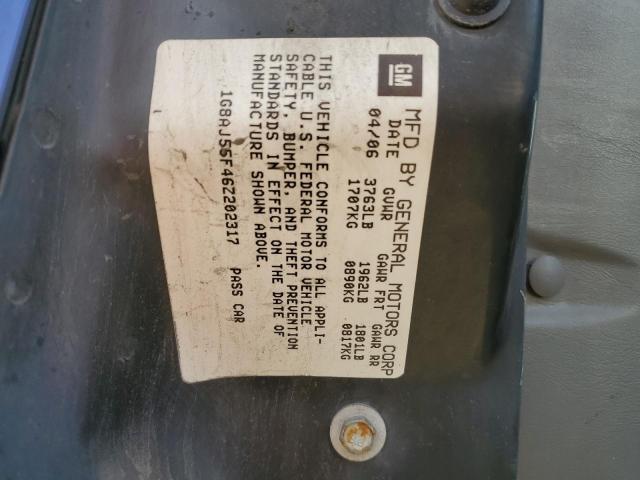 GM
MFD BY GENERAL MOTORS CORP
DATE GVWR GAWR FRT GAWR RR
04/06 3763LB 1962LB 1801LB
1707KG 0890KG 0817KG
THIS VEHICLE CONFORMS TO ALL APPLI-
CABLE U.S. FEDERAL MOTOR VEHICLE
SAFETY, BUMPER, AND THEFT PREVENTION
STANDARDS IN EFFECT ON THE DATE OF
MANUFACTURE SHOWN ABOVE.
1G8AJ55F46Z202317 PASS CAR